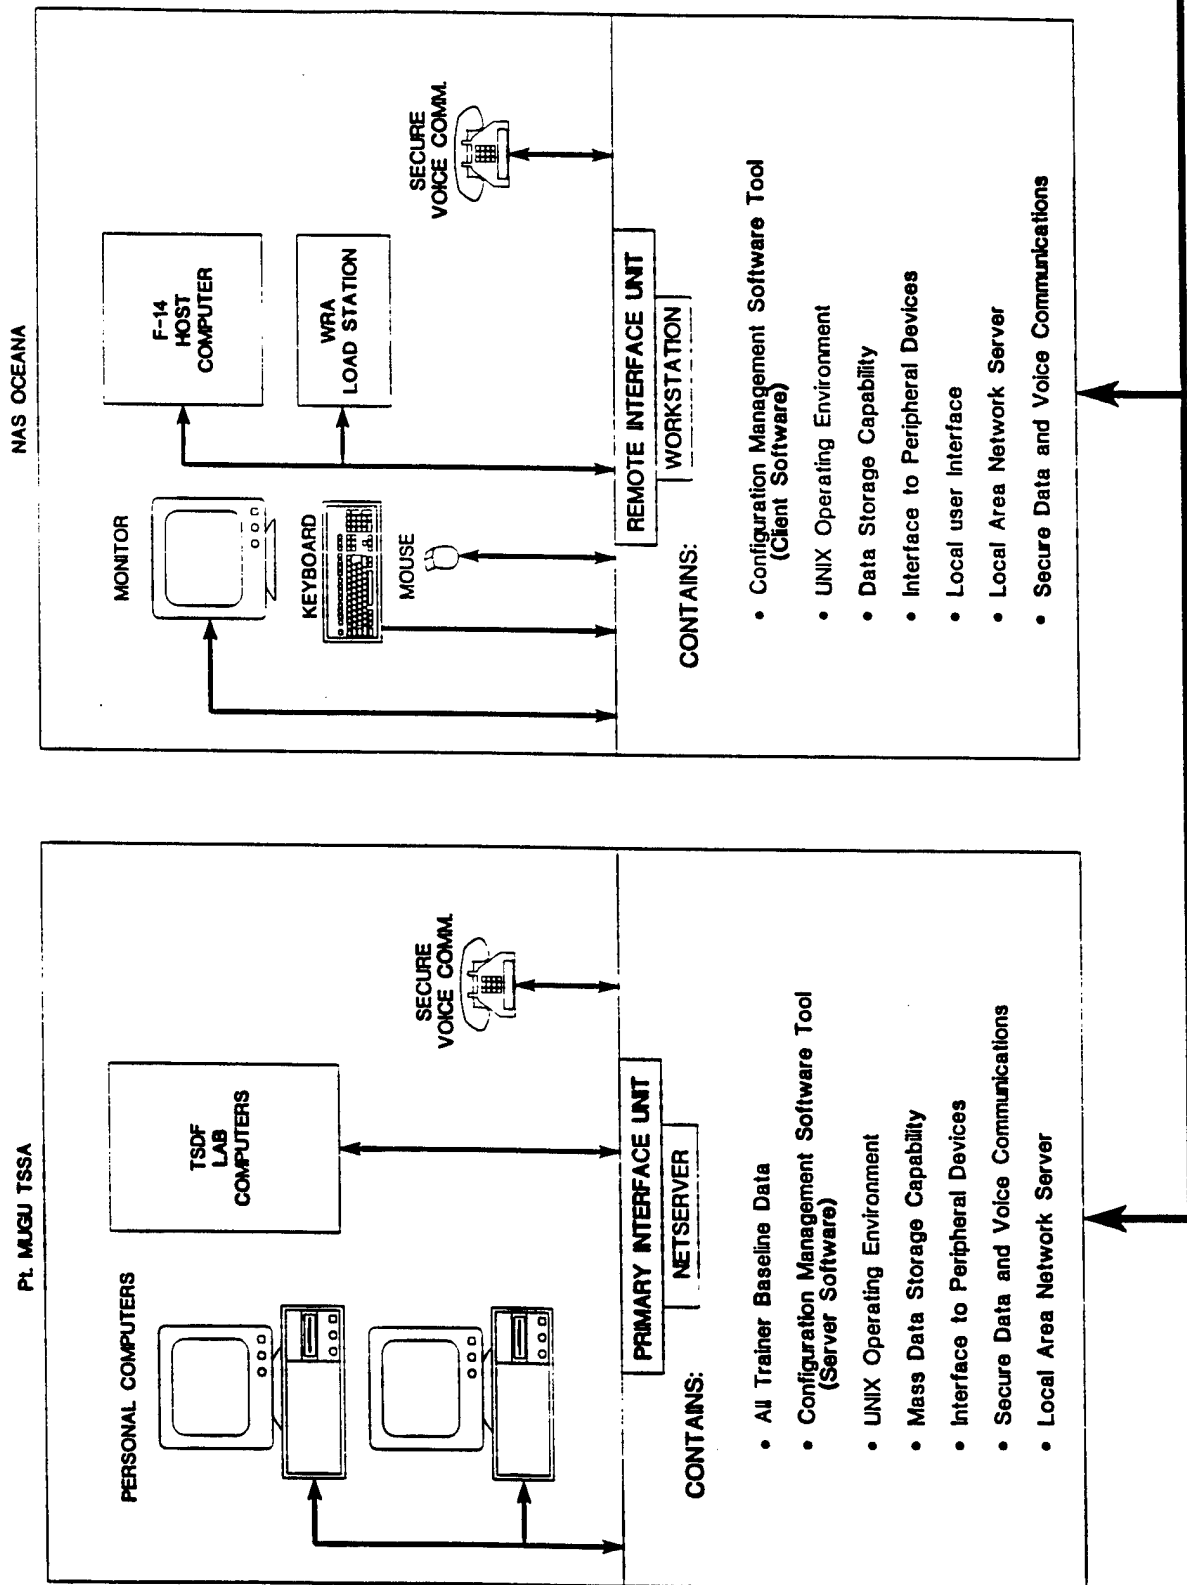 Pt. MUGU TSSA
PERSONAL COMPUTERS
TSDF
LAB
COMPUTERS
SECURE
VOICE COMM.
PRIMARY INTERFACE UNIT
NETSERVER
CONTAINS:
• All Trainer Baseline Data
• Configuration Management Software Tool
(Server Software)
• UNIX Operating Environment
• Mass Data Storage Capability
• Interface to Peripheral Devices
• Secure Data and Voice Communications
• Local Area Network Server
NAS OCEANA
MONITOR
KEYBOARD
MOUSE
F-14
HOST
COMPUTER
WRA
LOAD STATION
SECURE
VOICE COMM.
REMOTE INTERFACE UNIT
WORKSTATION
CONTAINS:
• Configuration Management Software Tool
(Client Software)
• UNIX Operating Environment
• Data Storage Capability
• Interface to Peripheral Devices
• Local user Interface
• Local Area Network Server
• Secure Data and Voice Communications